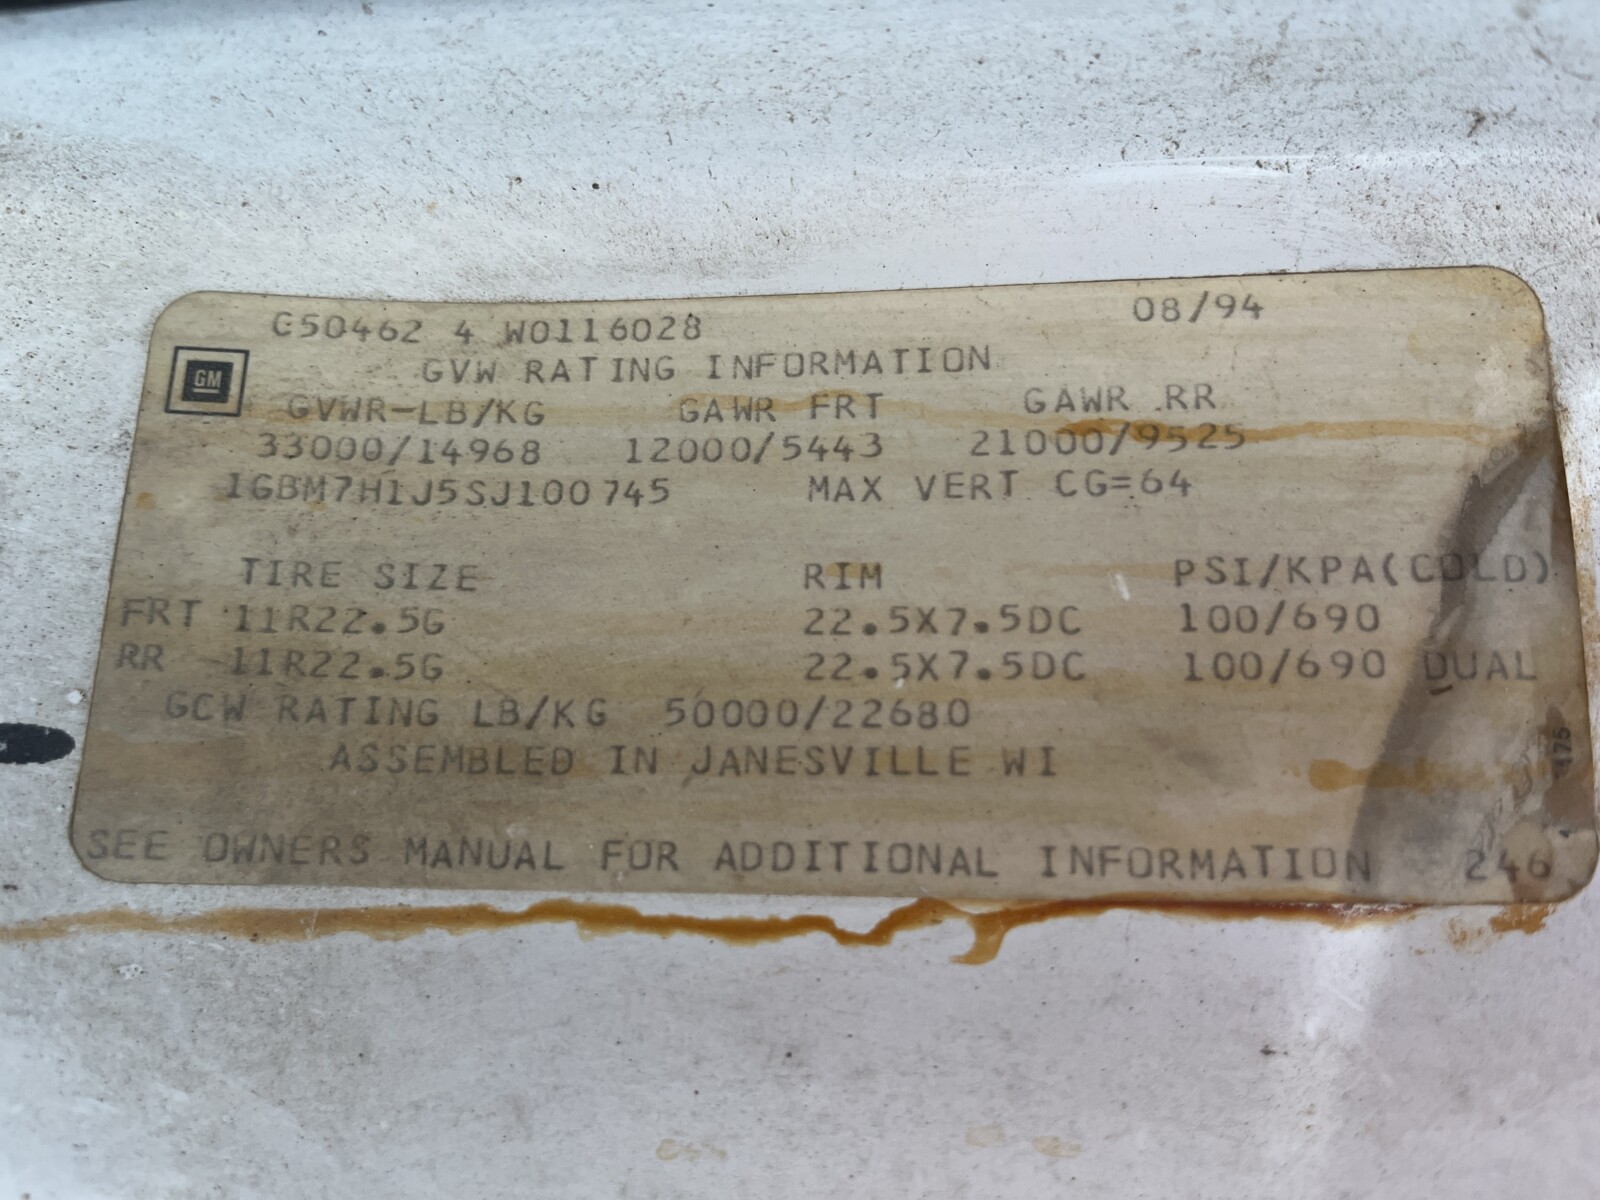 C50462 4 W0116028 08/94
GM
GVW RATING INFORMATION
GVWR-LB/KG GAWR FRT GAWR RR
33000/14968 12000/5443 21000/9525
1GBM7H1J5SJ100745 MAX VERT CG=64
TIRE SIZE RIM PSI/KPA(COLD)
FRT 11R22.5G 22.5X7.5DC 100/690
RR 11R22.5G 22.5X7.5DC 100/690 DUAL
GCW RATING LB/KG 50000/22680
ASSEMBLED IN JANESVILLE WI
SEE OWNERS MANUAL FOR ADDITIONAL INFORMATION 246